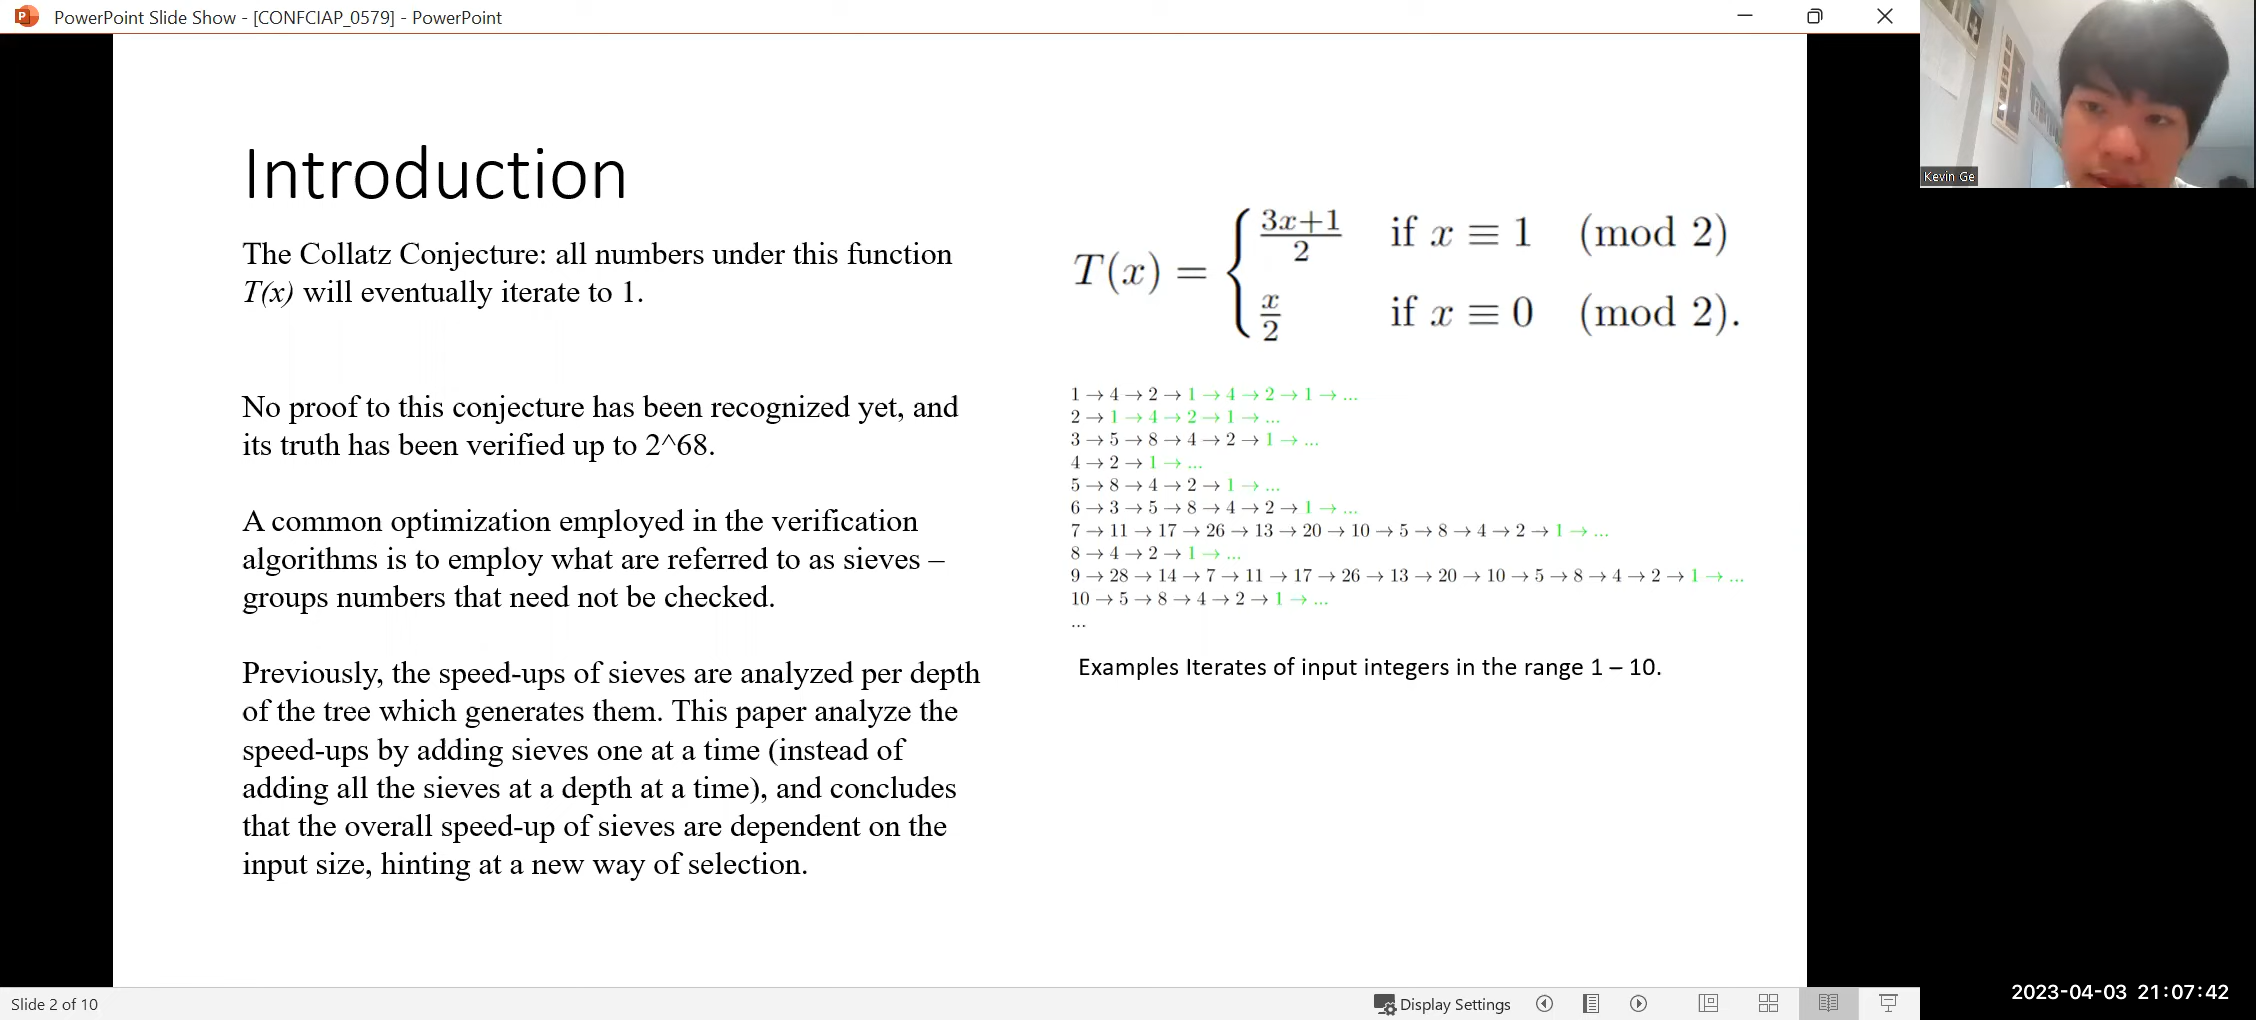 PowerPoint Slide Show - [CONFCIAP_0579] - PowerPoint
Kevin Ge
Introduction
The Collatz Conjecture: all numbers under this function
T(x) will eventually iterate to 1.
No proof to this conjecture has been recognized yet, and
its truth has been verified up to 2^68.
A common optimization employed in the verification
algorithms is to employ what are referred to as sieves –
groups numbers that need not be checked.
Previously, the speed-ups of sieves are analyzed per depth
of the tree which generates them. This paper analyze the
speed-ups by adding sieves one at a time (instead of
adding all the sieves at a depth at a time), and concludes
that the overall speed-up of sieves are dependent on the
input size, hinting at a new way of selection.
T(x) = { (3x+1)/2 if x ≡ 1 (mod 2)
x/2 if x ≡ 0 (mod 2).
1 → 4 → 2 → 1 → 4 → 2 → 1 → ...
2 → 1 → 4 → 2 → 1 → ...
3 → 5 → 8 → 4 → 2 → 1 → ...
4 → 2 → 1 → ...
5 → 8 → 4 → 2 → 1 → ...
6 → 3 → 5 → 8 → 4 → 2 → 1 → ...
7 → 11 → 17 → 26 → 13 → 20 → 10 → 5 → 8 → 4 → 2 → 1 → ...
8 → 4 → 2 → 1 → ...
9 → 28 → 14 → 7 → 11 → 17 → 26 → 13 → 20 → 10 → 5 → 8 → 4 → 2 → 1 → ...
10 → 5 → 8 → 4 → 2 → 1 → ...
...
Examples Iterates of input integers in the range 1 – 10.
Slide 2 of 10
Display Settings
2023-04-03 21:07:42